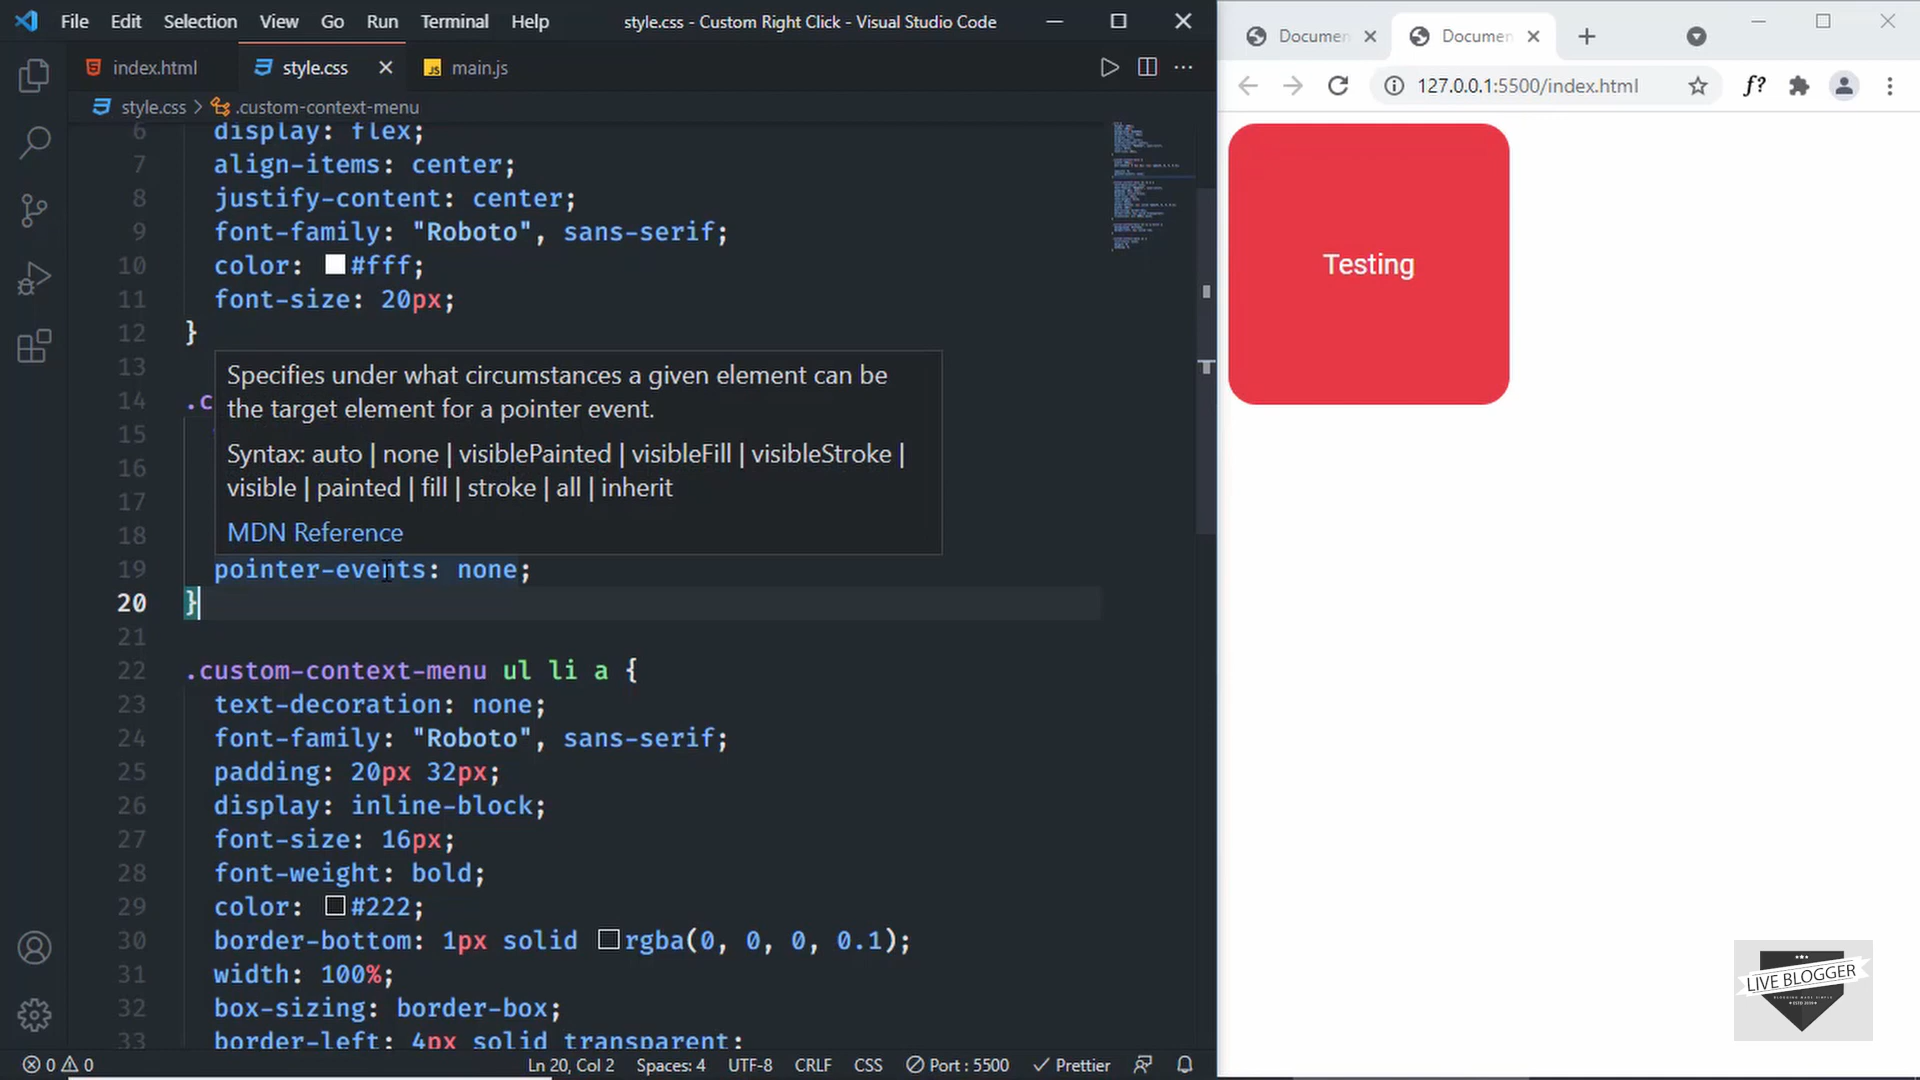 File Edit Selection View Go Run Terminal Help
style.css - Custom Right Click - Visual Studio Code
index.html style.css main.js
style.css > .custom-context-menu
6 display: flex;
7 align-items: center;
8 justify-content: center;
9 font-family: "Roboto", sans-serif;
10 color: #fff;
11 font-size: 20px;
12 }
13
14 .c
15
16
17
18
Specifies under what circumstances a given element can be
the target element for a pointer event.
Syntax: auto | none | visiblePainted | visibleFill | visibleStroke |
visible | painted | fill | stroke | all | inherit
MDN Reference
19 pointer-events: none;
20 }
21
22 .custom-context-menu ul li a {
23 text-decoration: none;
24 font-family: "Roboto", sans-serif;
25 padding: 20px 32px;
26 display: inline-block;
27 font-size: 16px;
28 font-weight: bold;
29 color: #222;
30 border-bottom: 1px solid rgba(0, 0, 0, 0.1);
31 width: 100%;
32 box-sizing: border-box;
33 border-left: 4px solid transparent;
0 0 Ln 20, Col 2 Spaces: 4 UTF-8 CRLF CSS Port : 5500 Prettier
Documen Documen
127.0.0.1:5500/index.html
f?
Testing
LIVE BLOGGER